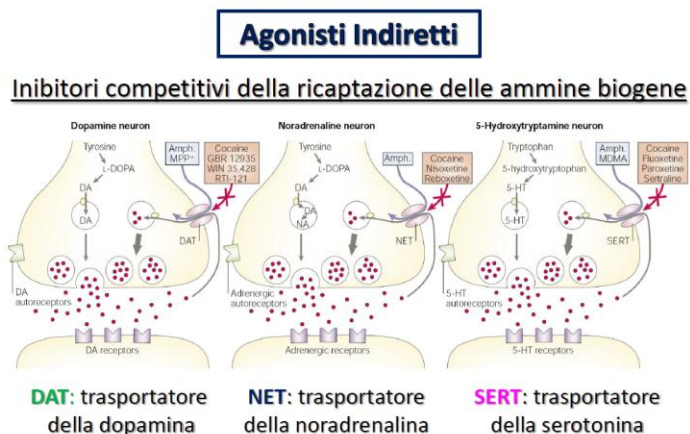 Agonisti Indiretti
Inibitori competitivi della ricaptazione delle ammine biogene
Dopamine neuron
Tyrosine
L-DOPA
DA
DA
Amph.
MPP+
Cocaine
GBR 12935
WIN 35,428
RTI-121
DAT
DA
autoreceptors
DA receptors
Noradrenaline neuron
Tyrosine
L-DOPA
DA
DA
NA
Amph.
Cocaine
Nisoxetine
Reboxetine
NET
Adrenergic
autoreceptors
Adrenergic receptors
5-Hydroxytryptamine neuron
Tryptophan
5-hydroxytryptophan
5-HT
5-HT
Amph.
MDMA
Cocaine
Fluoxetine
Paroxetine
Sertraline
SERT
5-HT
autoreceptors
5-HT receptors
DAT: trasportatore
della dopamina
NET: trasportatore
della noradrenalina
SERT: trasportatore
della serotonina